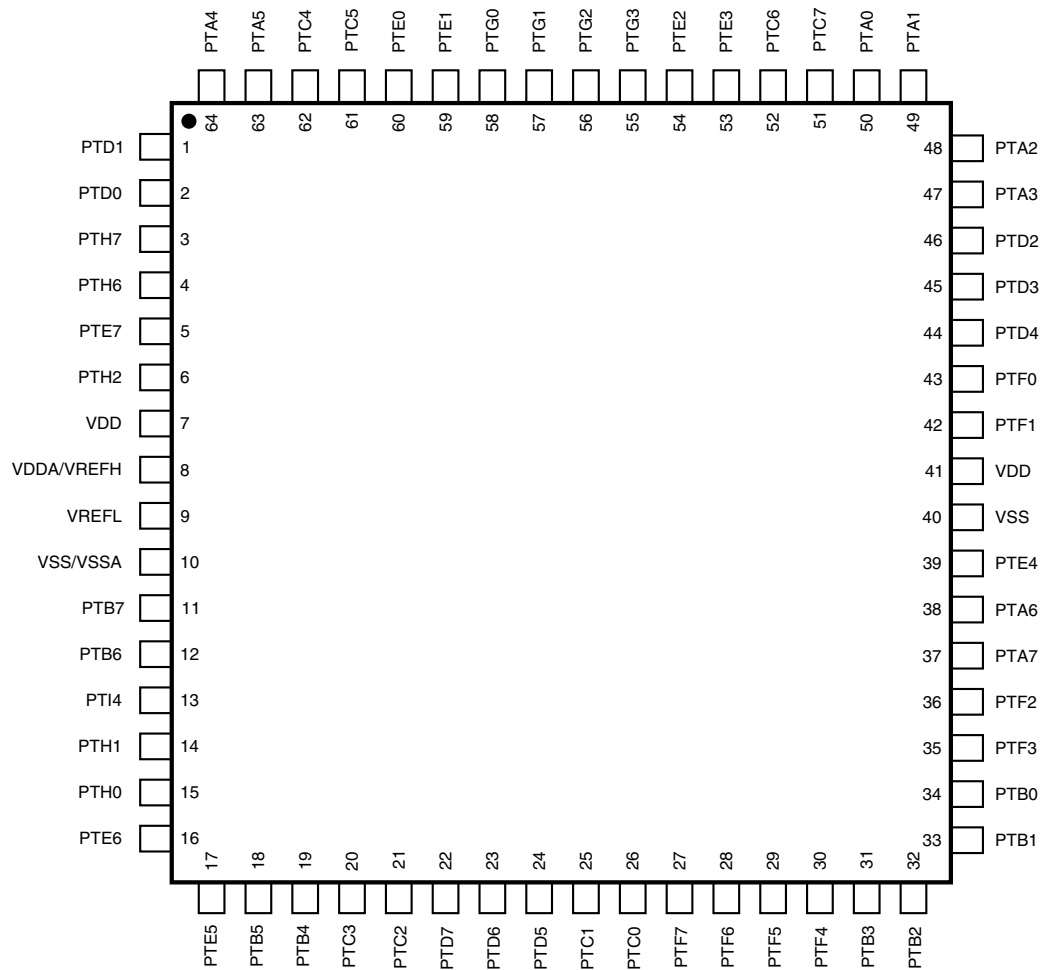 PTA4
PTA5
PTC4
PTC5
PTE0
PTE1
PTG0
PTG1
PTG2
PTG3
PTE2
PTE3
PTC6
PTC7
PTA0
PTA1
64
63
62
61
60
59
58
57
56
55
54
53
52
51
50
49
PTD1 1
48 PTA2
PTD0 2
47 PTA3
PTH7 3
46 PTD2
PTH6 4
45 PTD3
PTE7 5
44 PTD4
PTH2 6
43 PTF0
VDD 7
42 PTF1
VDDA/VREFH 8
41 VDD
VREFL 9
40 VSS
VSS/VSSA 10
39 PTE4
PTB7 11
38 PTA6
PTB6 12
37 PTA7
PTI4 13
36 PTF2
PTH1 14
35 PTF3
PTH0 15
34 PTB0
PTE6 16
33 PTB1
17
18
19
20
21
22
23
24
25
26
27
28
29
30
31
32
PTE5
PTB5
PTB4
PTC3
PTC2
PTD7
PTD6
PTD5
PTC1
PTC0
PTF7
PTF6
PTF5
PTF4
PTB3
PTB2